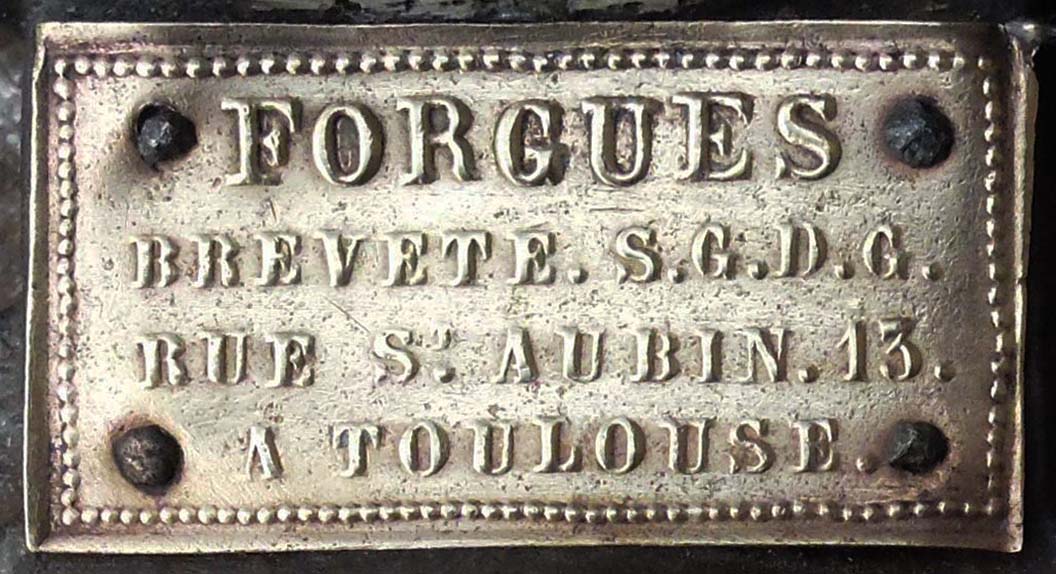 FORGUES
BREVETE. S.G.D.G.
RUE ST. AUBIN. 13.
A TOULOUSE.